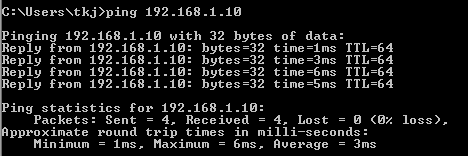 C:\Users\tkj>ping 192.168.1.10
Pinging 192.168.1.10 with 32 bytes of data:
Reply from 192.168.1.10: bytes=32 time=1ms TTL=64
Reply from 192.168.1.10: bytes=32 time=3ms TTL=64
Reply from 192.168.1.10: bytes=32 time=6ms TTL=64
Reply from 192.168.1.10: bytes=32 time=5ms TTL=64
Ping statistics for 192.168.1.10:
Packets: Sent = 4, Received = 4, Lost = 0 (0% loss),
Approximate round trip times in milli-seconds:
Minimum = 1ms, Maximum = 6ms, Average = 3ms